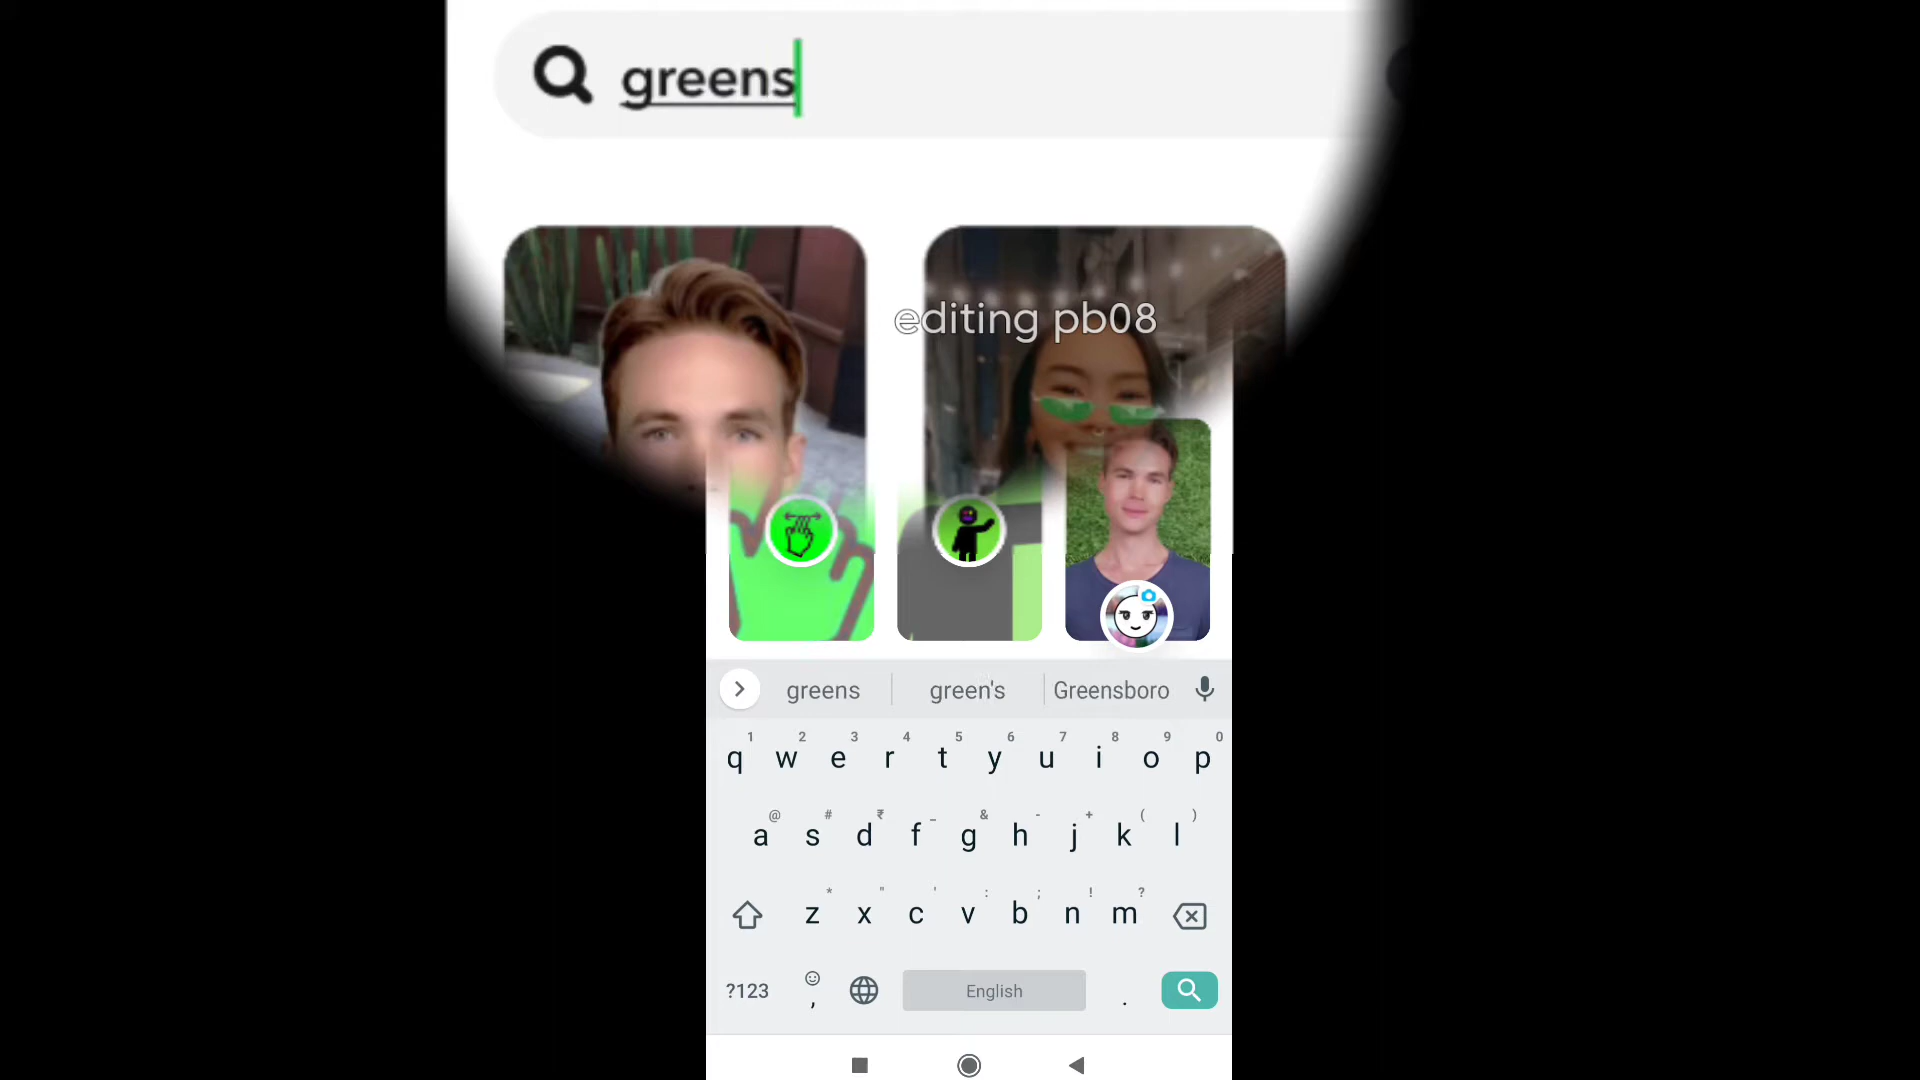 greens
editing pb08
greens green's Greensboro
1 2 3 4 5 6 7 8 9 0
q w e r t y u i o p
@ # ₹ _ & - + ( )
a s d f g h j k l
* " ' : ; ! ?
z x c v b n m
?123 , English .